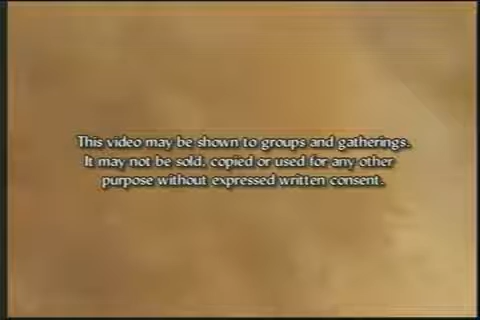 This video may be shown to groups and gatherings.
It may not be sold, copied or used for any other
purpose without expressed written consent.